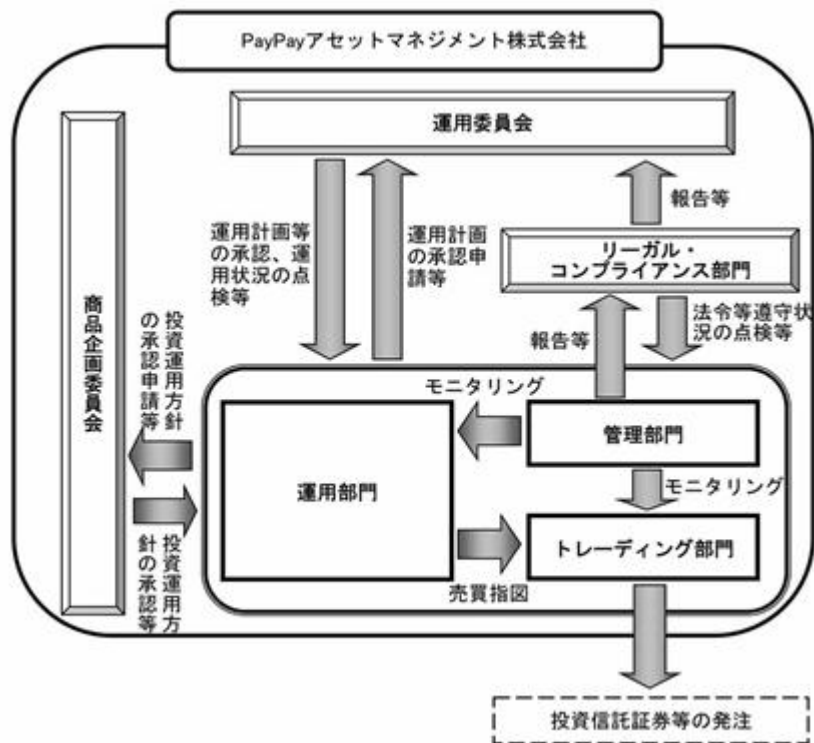 PayPayアセットマネジメント株式会社
運用委員会
運用計画等
の承認、運
用状況の点
検等
運用計画
の承認申
請等
報告等
リーガル・
コンプライアンス部門
報告等
法令等遵守状
況の点検等
商品企画委員会
投資運用方針
の承認申請等
投資運用方
針の承認等
モニタリング
運用部門
管理部門
モニタリング
トレーディング部門
売買指図
投資信託証券等の発注